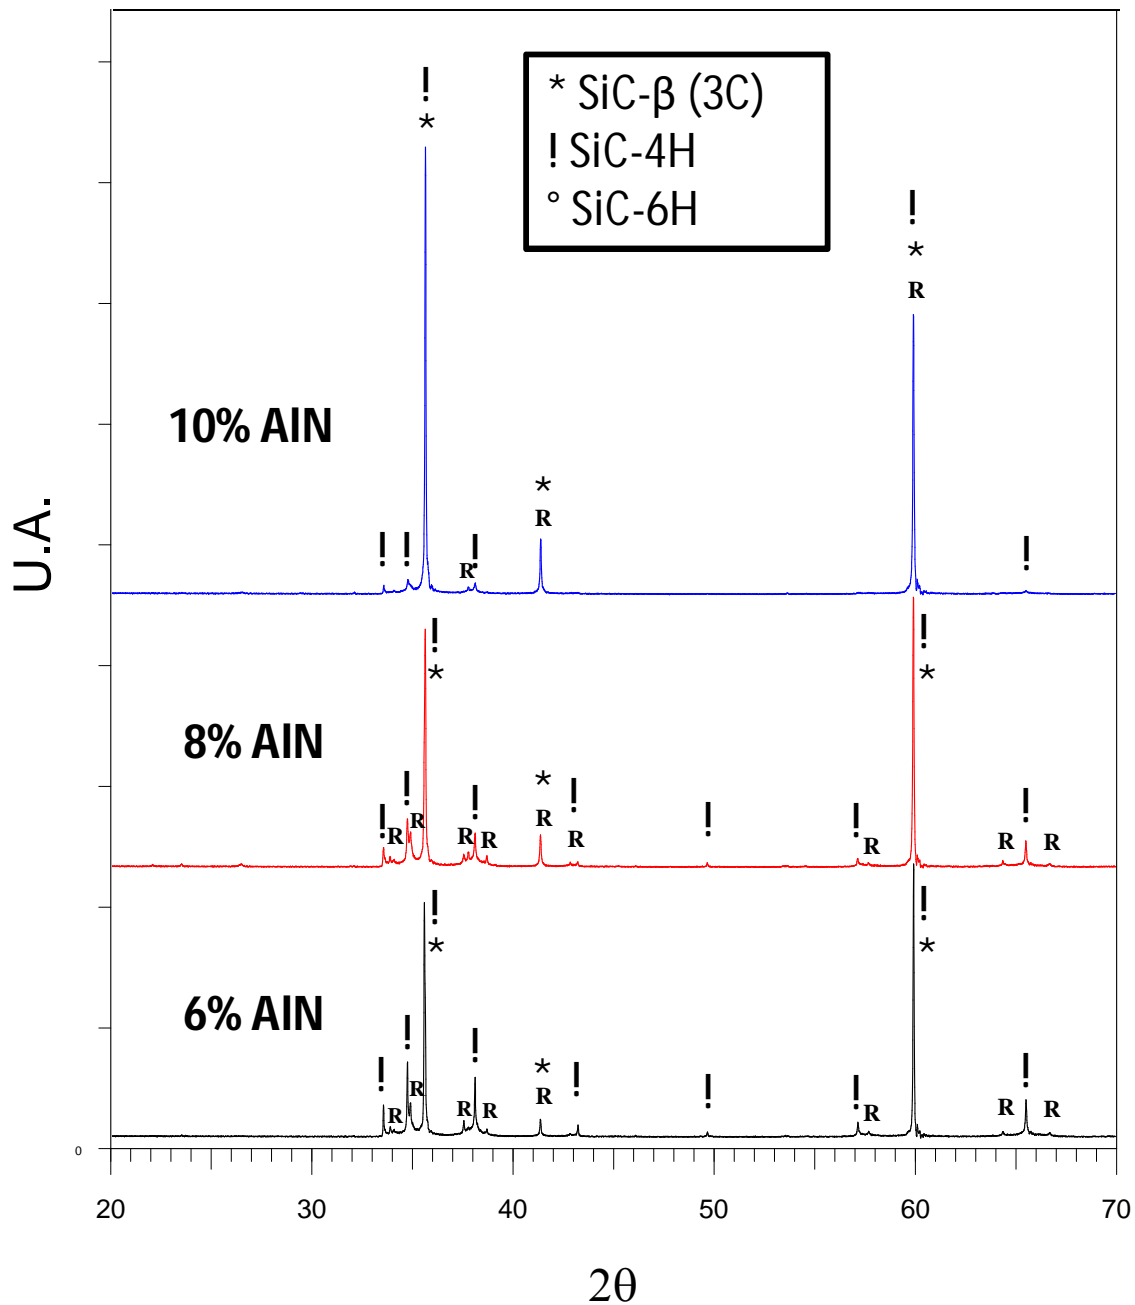 !
*
* SiC-β (3C)
! SiC-4H
° SiC-6H
!
*
R
10% AlN
*
R
! ! R ! !
U.A.
! * ! *
8% AlN
! ! * !
! R R R ! R R R ! ! R R ! R
! * ! *
6% AlN
! ! * ! !
! R R R R R ! ! R R R
0
20 30 40 50 60 70
2θ